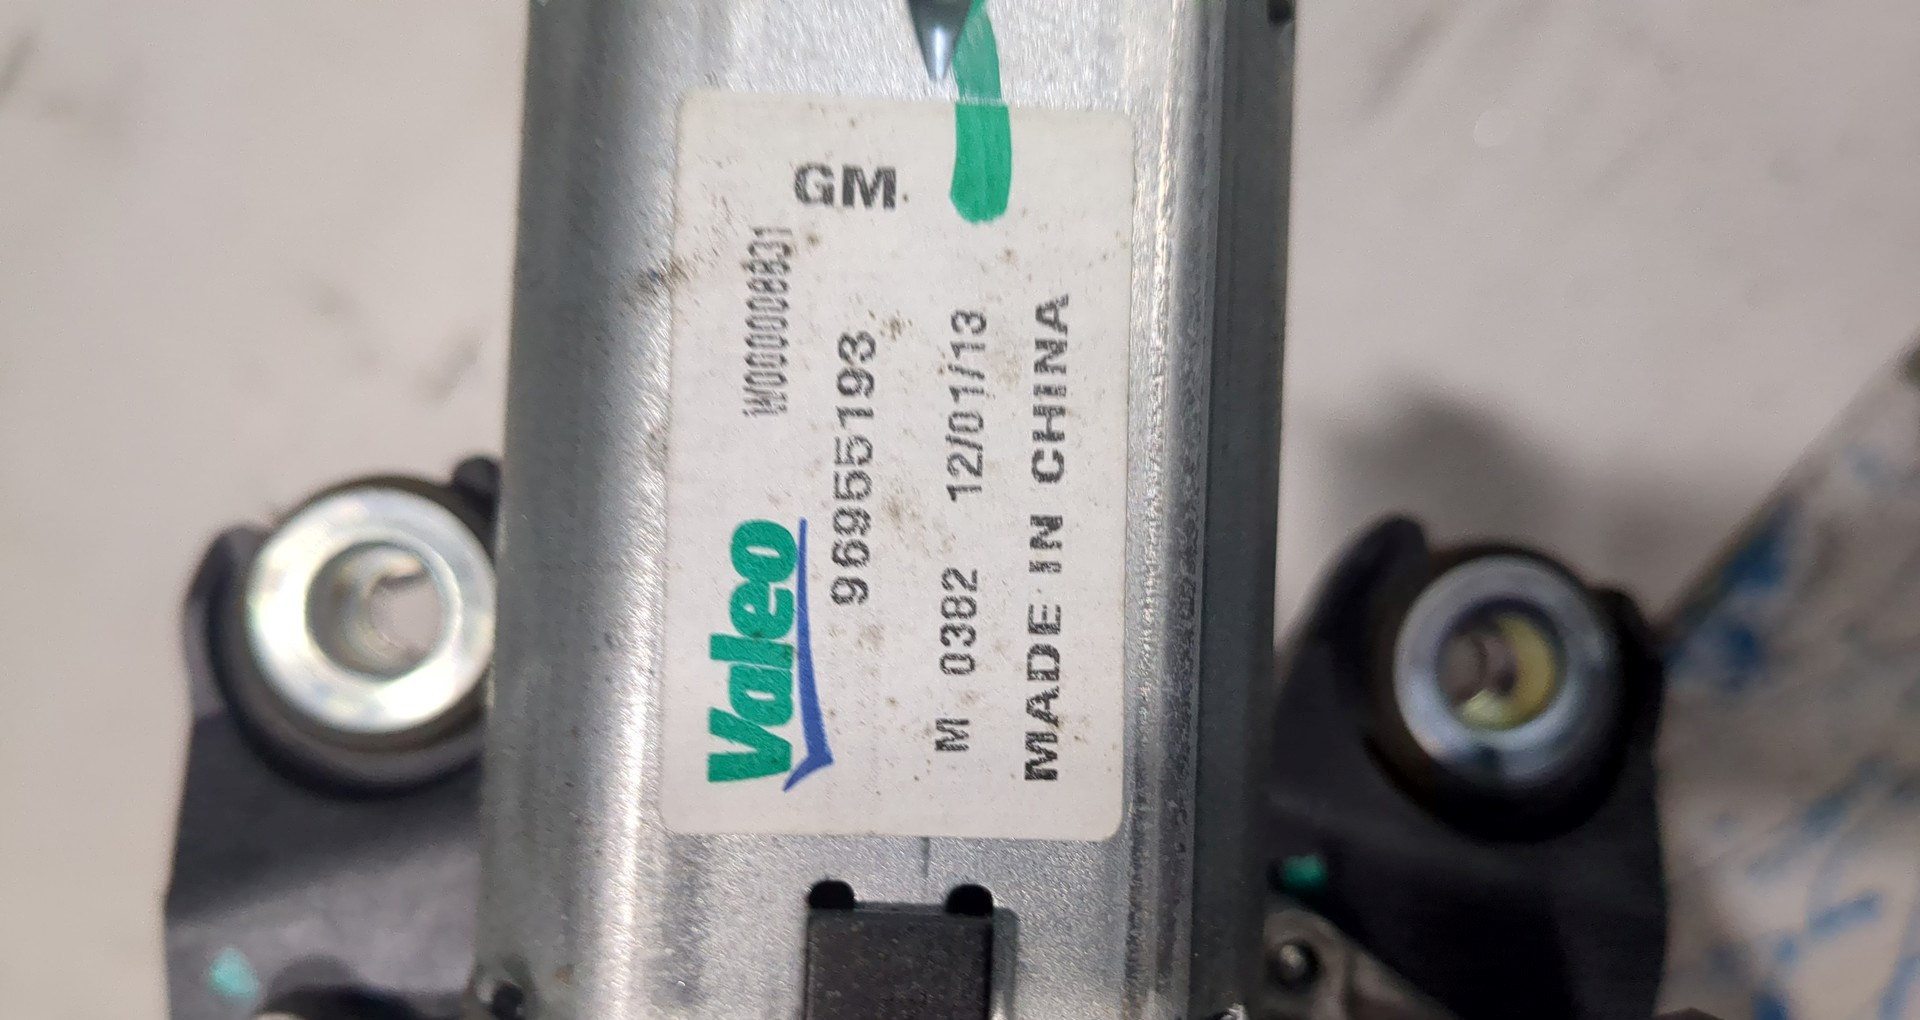 GM
Valeo
W000008831
96955193
M 0382 12/01/13
MADE IN CHINA